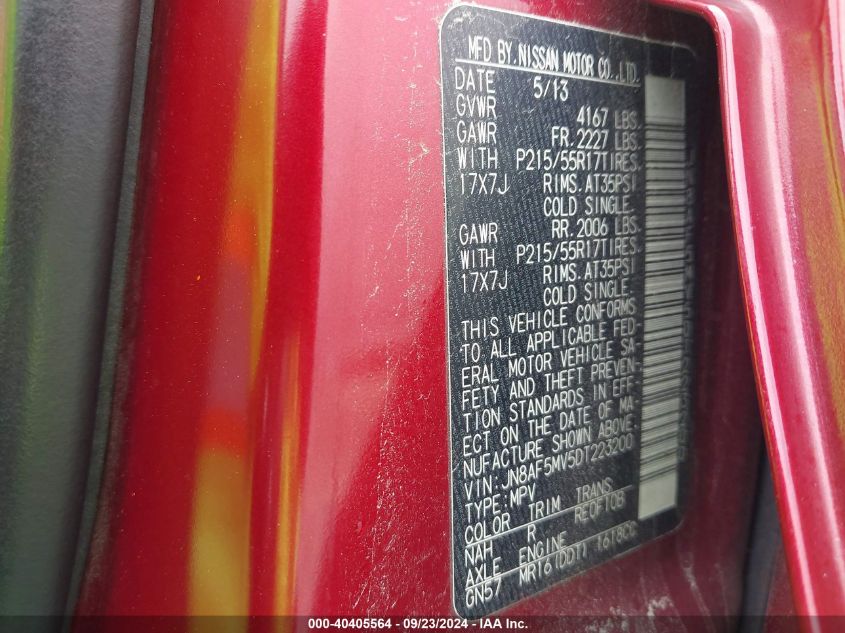 MFD BY. NISSAN MOTOR CO., LTD.
DATE 5/13
GVWR 4167 LBS.
GAWR FR. 2227 LBS.
WITH P215/55R17TIRES.
17X7J RIMS. AT35PSI
COLD SINGLE.
GAWR RR. 2006 LBS.
WITH P215/55R17TIRES.
17X7J RIMS. AT35PSI
COLD SINGLE.
THIS VEHICLE CONFORMS
TO ALL APPLICABLE FED-
ERAL MOTOR VEHICLE SA-
FETY AND THEFT PREVEN-
TION STANDARDS IN EFF-
ECT ON THE DATE OF MA-
NUFACTURE SHOWN ABOVE.
VIN: JN8AF5MV5DT223200
TYPE: MPV
COLOR TRIM TRANS
NAH R RE0F10B
AXLE ENGINE
GN57 MR16(DDT) 1618CC
000-40405564 - 09/23/2024 - IAA Inc.